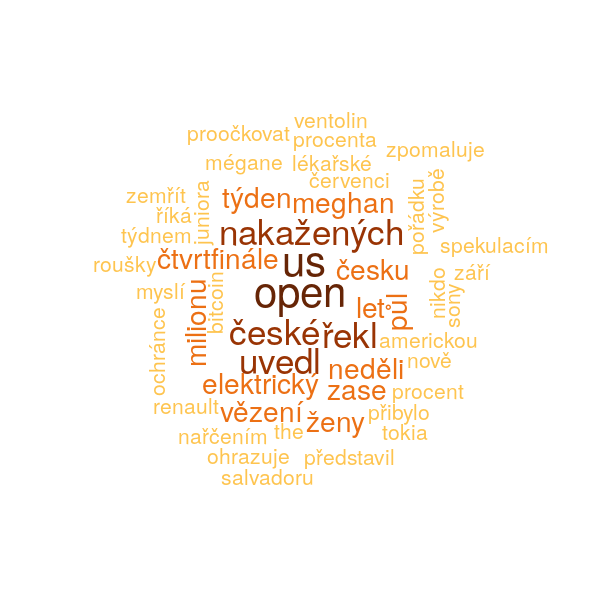 ventolin
proočkovat
procenta
zpomaluje
mégane
lékařské
červenci
zemřít
juniora
týden
meghan
pořádku
výrobě
říká
týdnem
nakažených
spekulacím
roušky
čtvrtfinále
us
česku
září
myslí
bitcoin
open
let
půl
nikdo
sony
ochránce
milionu
české
řekl
americkou
uvedl
neděli
nově
elektrický
zase
procent
renault
vězení
ženy
přibylo
nařčením
the
tokia
ohrazuje
představil
salvadoru